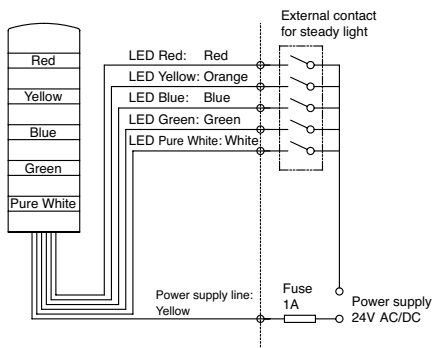 External contact
for steady light
Red
Yellow
Blue
Green
Pure White
LED Red: Red
LED Yellow: Orange
LED Blue: Blue
LED Green: Green
LED Pure White: White
Power supply line:
Yellow
Fuse
1A
Power supply
24V AC/DC